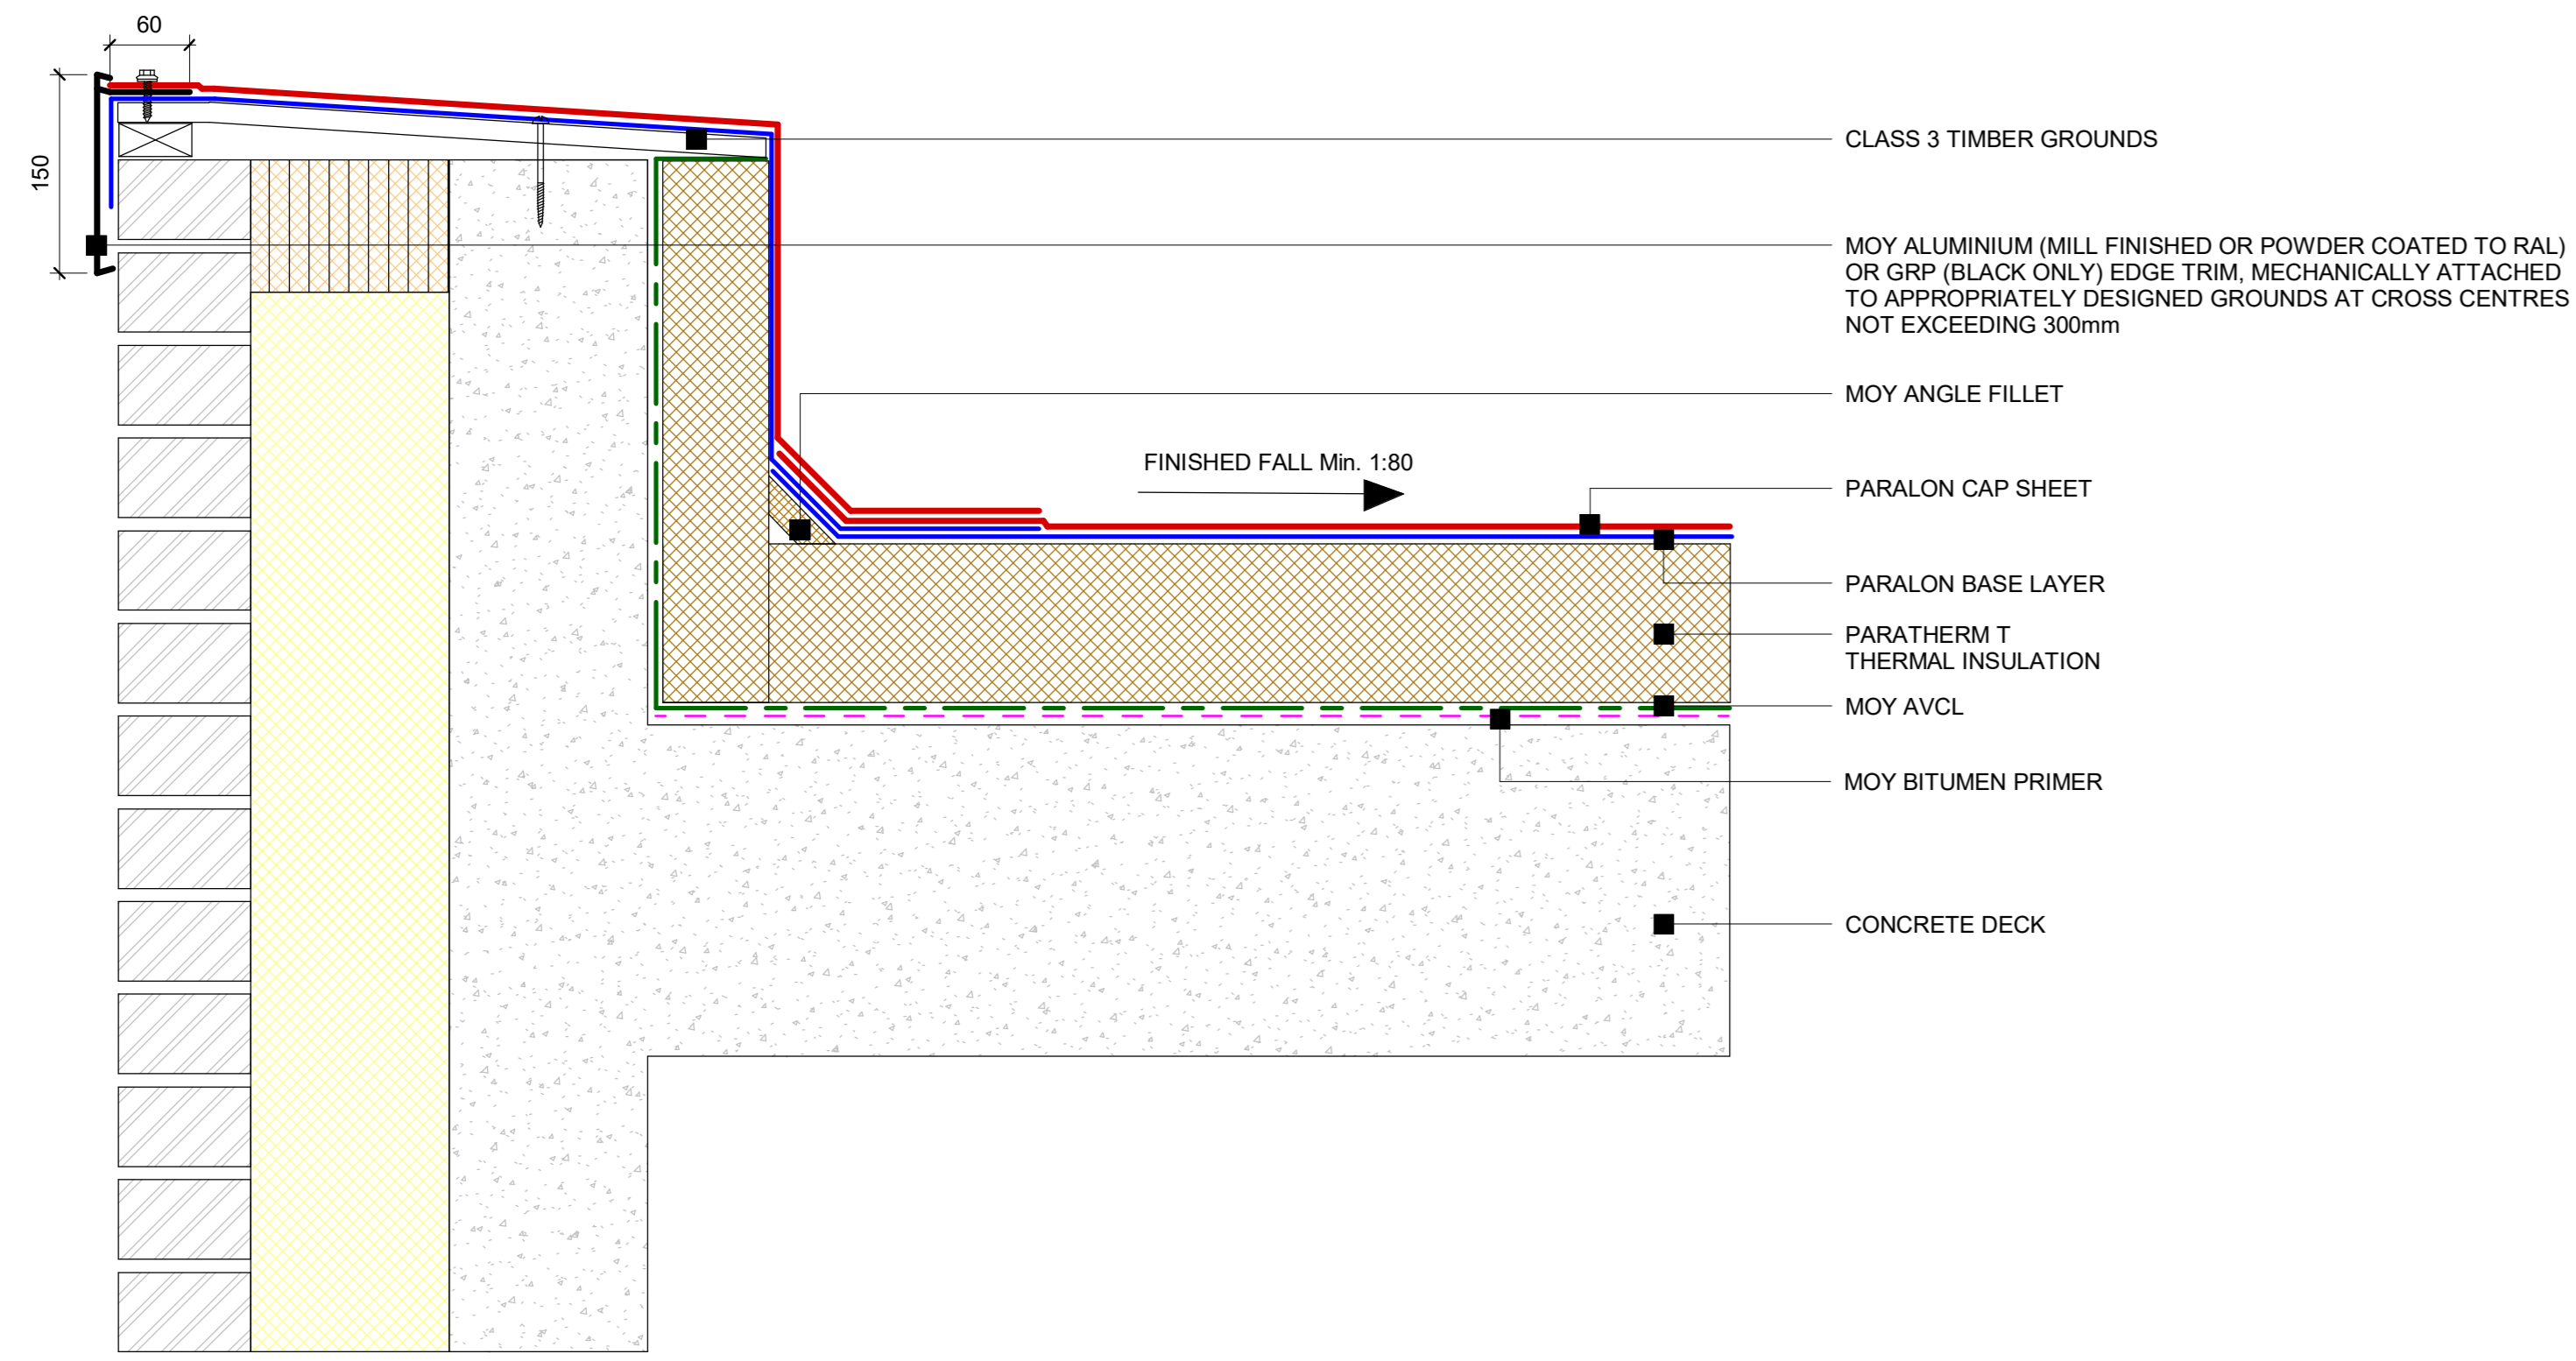 60
150
CLASS 3 TIMBER GROUNDS
MOY ALUMINIUM (MILL FINISHED OR POWDER COATED TO RAL)
OR GRP (BLACK ONLY) EDGE TRIM, MECHANICALLY ATTACHED
TO APPROPRIATELY DESIGNED GROUNDS AT CROSS CENTRES
NOT EXCEEDING 300mm
MOY ANGLE FILLET
FINISHED FALL Min. 1:80
PARALON CAP SHEET
PARALON BASE LAYER
PARATHERM T
THERMAL INSULATION
MOY AVCL
MOY BITUMEN PRIMER
CONCRETE DECK